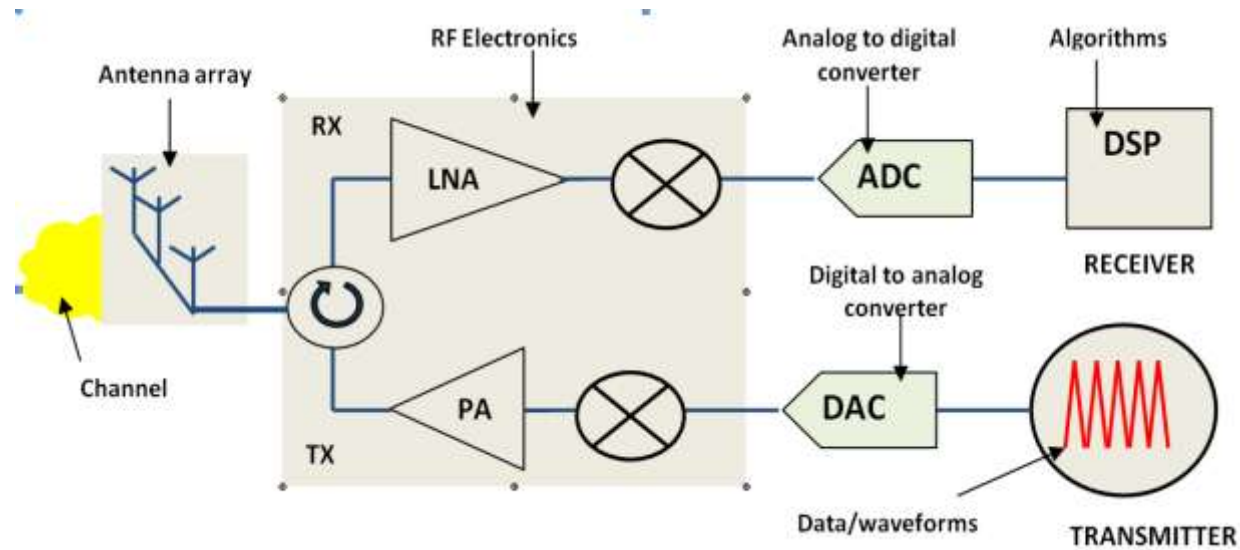 RF Electronics
Analog to digital
converter
Algorithms
Antenna array
RX
LNA
ADC
DSP
RECEIVER
Digital to analog
converter
Channel
PA
DAC
TX
Data/waveforms
TRANSMITTER